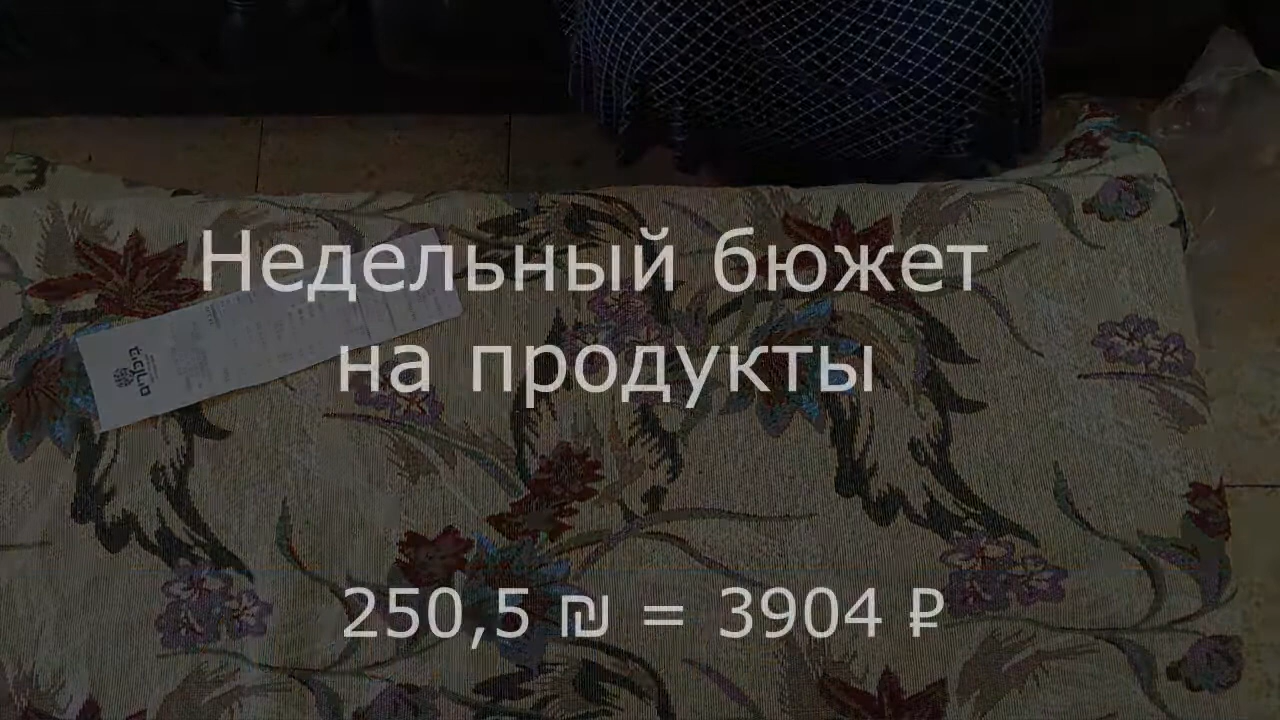 Недельный бюжет
на продукты
250,5 ₪ = 3904 ₽